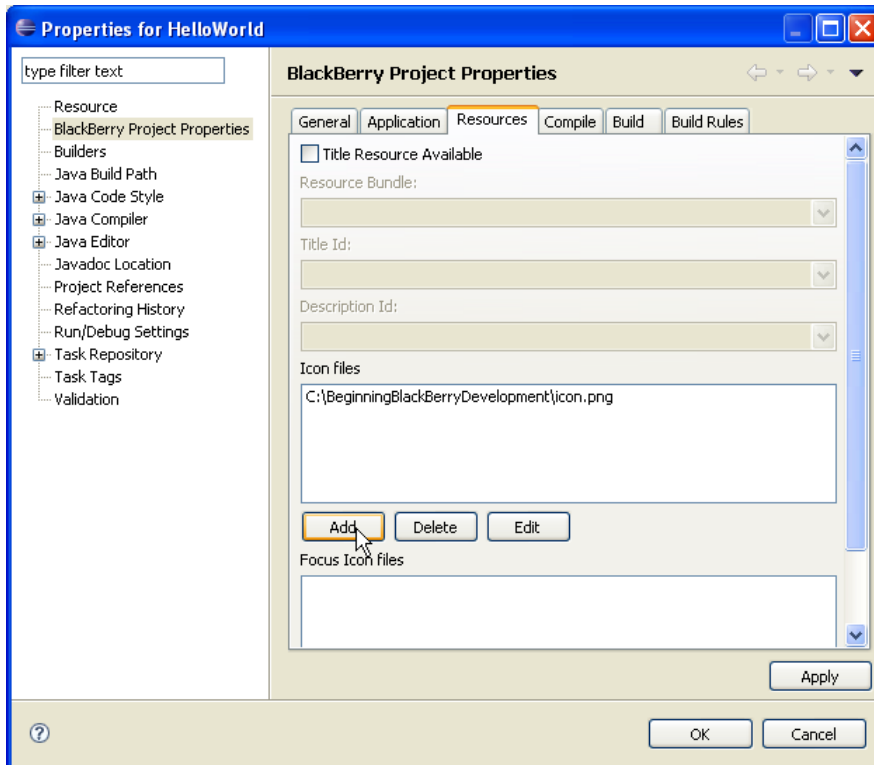 Properties for HelloWorld
type filter text
Resource
BlackBerry Project Properties
Builders
Java Build Path
Java Code Style
Java Compiler
Java Editor
Javadoc Location
Project References
Refactoring History
Run/Debug Settings
Task Repository
Task Tags
Validation
BlackBerry Project Properties
General Application Resources Compile Build Build Rules
Title Resource Available
Resource Bundle:
Title Id:
Description Id:
Icon files
C:\BeginningBlackBerryDevelopment\icon.png
Add Delete Edit
Focus Icon files
Apply
OK Cancel